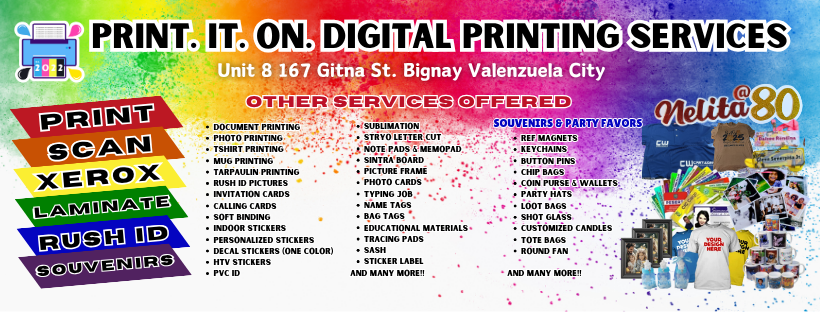 PRINT. IT. ON. DIGITAL PRINTING SERVICES
2022
Unit 8 167 Gitna St. Bignay Valenzuela City
PRINT
SCAN
XEROX
LAMINATE
RUSH ID
SOUVENIRS
OTHER SERVICES OFFERED
• DOCUMENT PRINTING
• PHOTO PRINTING
• TSHIRT PRINTING
• MUG PRINTING
• TARPAULIN PRINTING
• RUSH ID PICTURES
• INVITATION CARDS
• CALLING CARDS
• SOFT BINDING
• INDOOR STICKERS
• PERSONALIZED STICKERS
• DECAL STICKERS (ONE COLOR)
• HTV STICKERS
• PVC ID
• SUBLIMATION
• STRYO LETTER CUT
• NOTE PADS & MEMOPAD
• SINTRA BOARD
• PICTURE FRAME
• PHOTO CARDS
• TYPING JOB
• NAME TAGS
• BAG TAGS
• EDUCATIONAL MATERIALS
• TRACING PADS
• SASH
• STICKER LABEL
AND MANY MORE!!
SOUVENIRS & PARTY FAVORS
• REF MAGNETS
• KEYCHAINS
• BUTTON PINS
• CHIP BAGS
• COIN PURSE & WALLETS
• PARTY HATS
• LOOT BAGS
• SHOT GLASS
• CUSTOMIZED CANDLES
• TOTE BAGS
• ROUND FAN
AND MANY MORE!!
Nelita@80
CW
YOUR
DESIGN
HERE